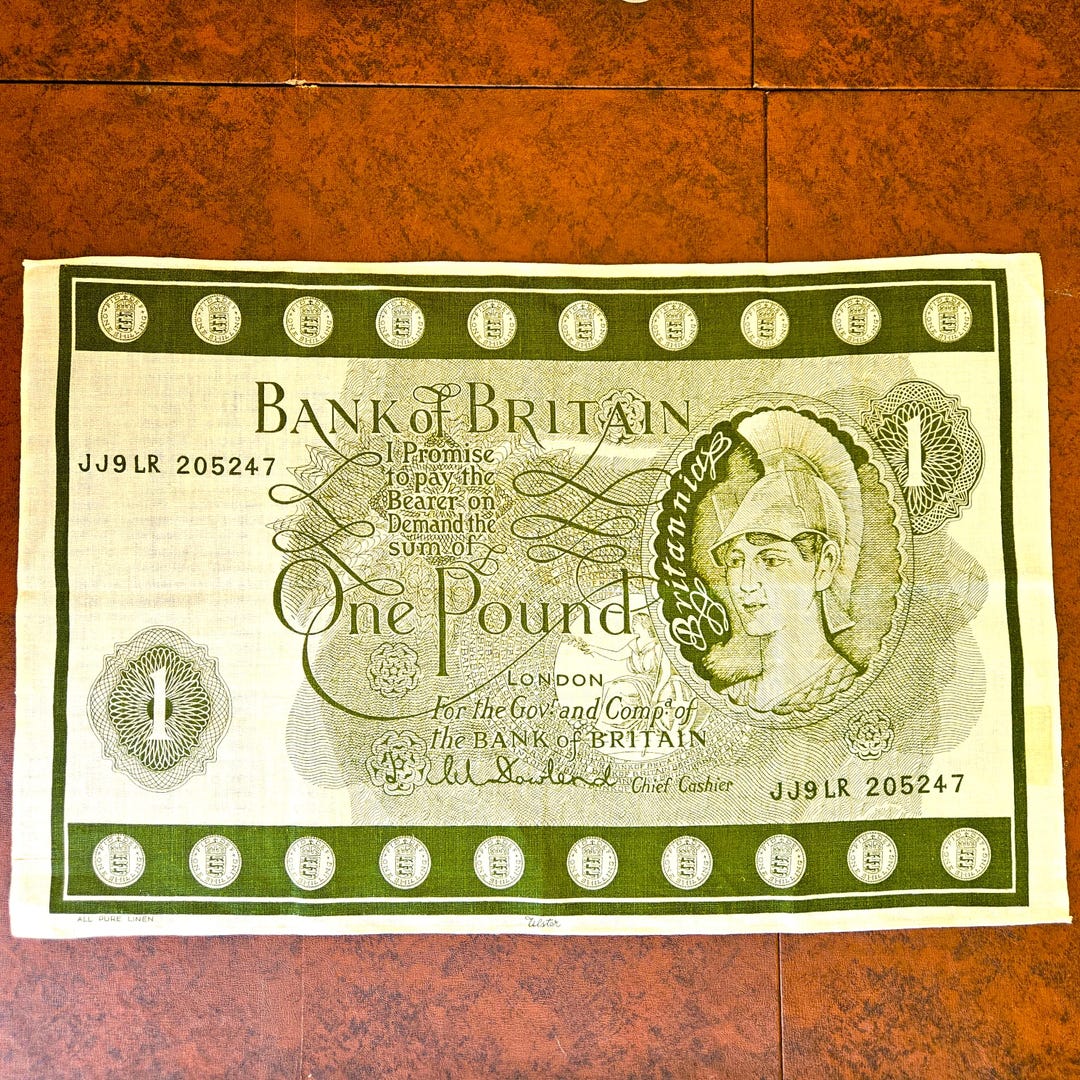 BANK of BRITAIN
JJ9LR 205247
I Promise
to pay the
Bearer on
Demand the
sum of
One Pound
Britannia
1
1
LONDON
For the Govr. and Compa. of
the BANK of BRITAIN
Chief Cashier
JJ9LR 205247
ALL PURE LINEN
Ulster